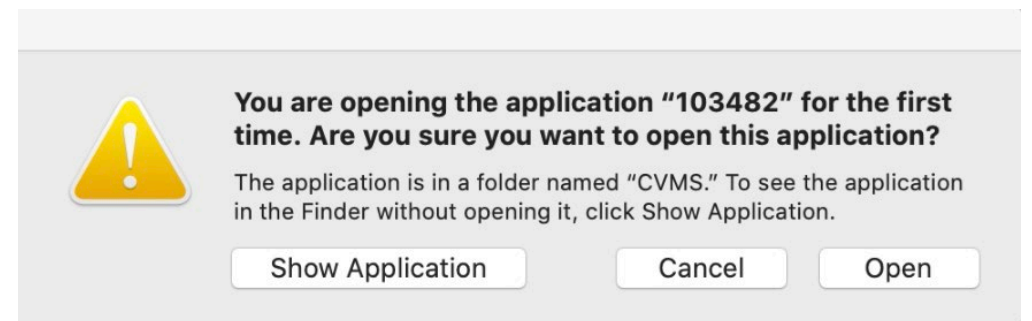 You are opening the application “103482” for the first
time. Are you sure you want to open this application?
The application is in a folder named “CVMS.” To see the application
in the Finder without opening it, click Show Application.
Show Application Cancel Open